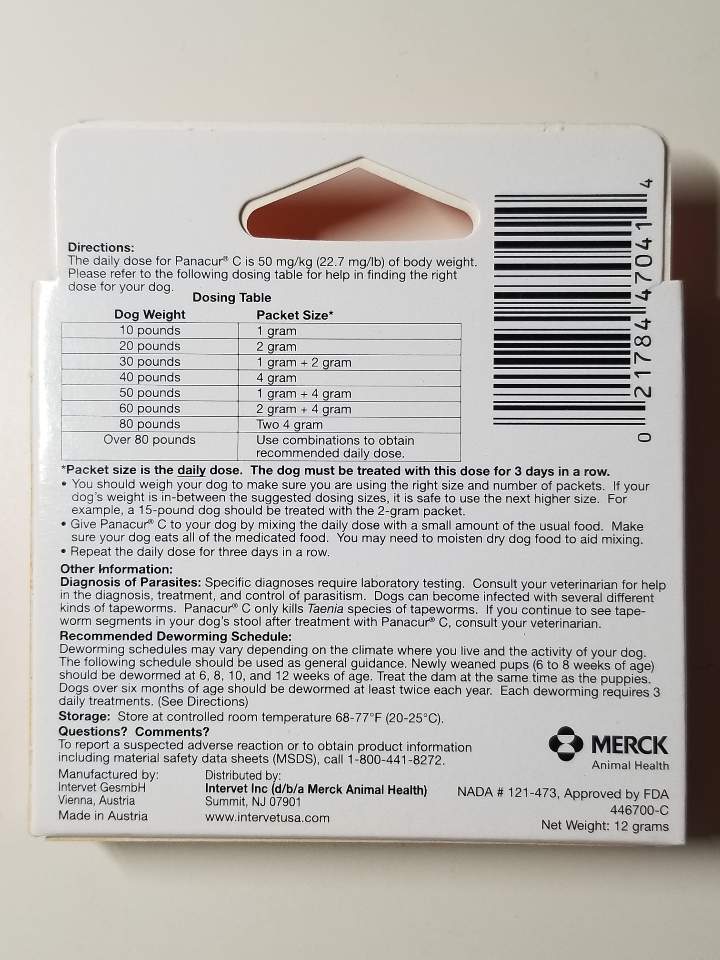 Directions:
The daily dose for Panacur® C is 50 mg/kg (22.7 mg/lb) of body weight.
Please refer to the following dosing table for help in finding the right
dose for your dog.
Dosing Table
Dog Weight Packet Size*
10 pounds 1 gram
20 pounds 2 gram
30 pounds 1 gram + 2 gram
40 pounds 4 gram
50 pounds 1 gram + 4 gram
60 pounds 2 gram + 4 gram
80 pounds Two 4 gram
Over 80 pounds Use combinations to obtain
recommended daily dose.
*Packet size is the daily dose. The dog must be treated with this dose for 3 days in a row.
• You should weigh your dog to make sure you are using the right size and number of packets. If your
dog's weight is in-between the suggested dosing sizes, it is safe to use the next higher size. For
example, a 15-pound dog should be treated with the 2-gram packet.
• Give Panacur® C to your dog by mixing the daily dose with a small amount of the usual food. Make
sure your dog eats all of the medicated food. You may need to moisten dry dog food to aid mixing.
• Repeat the daily dose for three days in a row.
Other Information:
Diagnosis of Parasites: Specific diagnoses require laboratory testing. Consult your veterinarian for help
in the diagnosis, treatment, and control of parasitism. Dogs can become infected with several different
kinds of tapeworms. Panacur® C only kills Taenia species of tapeworms. If you continue to see tape-
worm segments in your dog's stool after treatment with Panacur® C, consult your veterinarian.
Recommended Deworming Schedule:
Deworming schedules may vary depending on the climate where you live and the activity of your dog.
The following schedule should be used as general guidance. Newly weaned pups (6 to 8 weeks of age)
should be dewormed at 6, 8, 10, and 12 weeks of age. Treat the dam at the same time as the puppies.
Dogs over six months of age should be dewormed at least twice each year. Each deworming requires 3
daily treatments. (See Directions)
Storage: Store at controlled room temperature 68-77°F (20-25°C).
Questions? Comments?
To report a suspected adverse reaction or to obtain product information
including material safety data sheets (MSDS), call 1-800-441-8272.
Manufactured by:
Intervet GesmbH
Vienna, Austria
Made in Austria
Distributed by:
Intervet Inc (d/b/a Merck Animal Health)
Summit, NJ 07901
www.intervetusa.com
MERCK
Animal Health
NADA # 121-473, Approved by FDA
446700-C
Net Weight: 12 grams
0 21784 47041 4